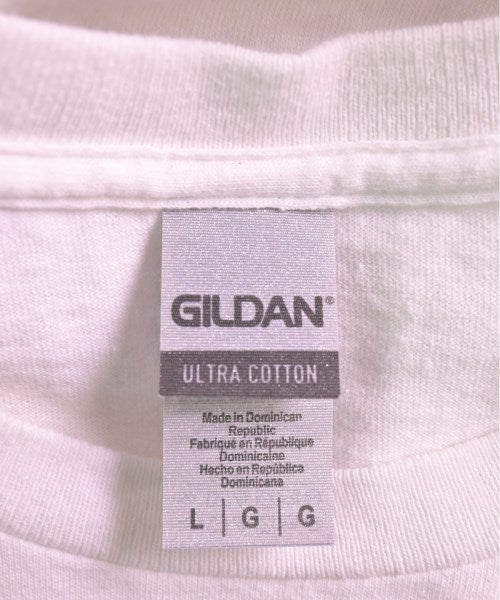 GILDAN®
ULTRA COTTON
Made in Dominican
Republic
Fabriqué en République
Dominicaine
Hecho en República
Dominicana
L | G | G